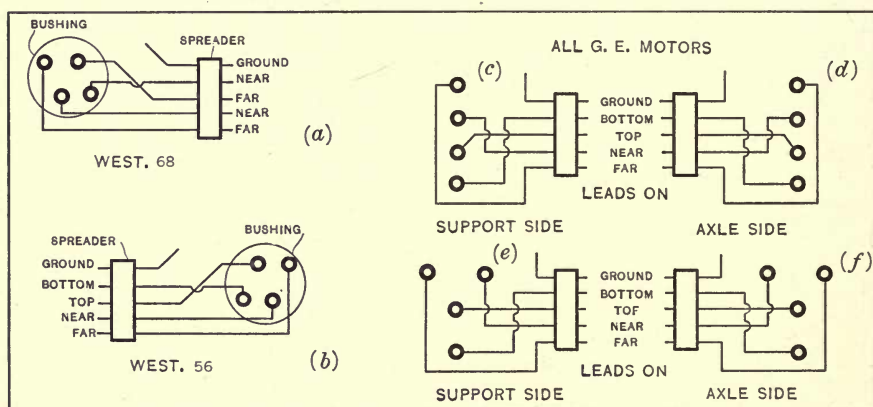 BUSHING
SPREADER
GROUND
NEAR
FAR
NEAR
FAR
(a)
WEST. 68
SPREADER
BUSHING
GROUND
BOTTOM
TOP
NEAR
FAR
(b)
WEST. 56
ALL G. E. MOTORS
(c)
(d)
GROUND
BOTTOM
TOP
NEAR
FAR
LEADS ON
SUPPORT SIDE
AXLE SIDE
(e)
(f)
GROUND
BOTTOM
TOF
NEAR
FAR
LEADS ON
SUPPORT SIDE
AXLE SIDE